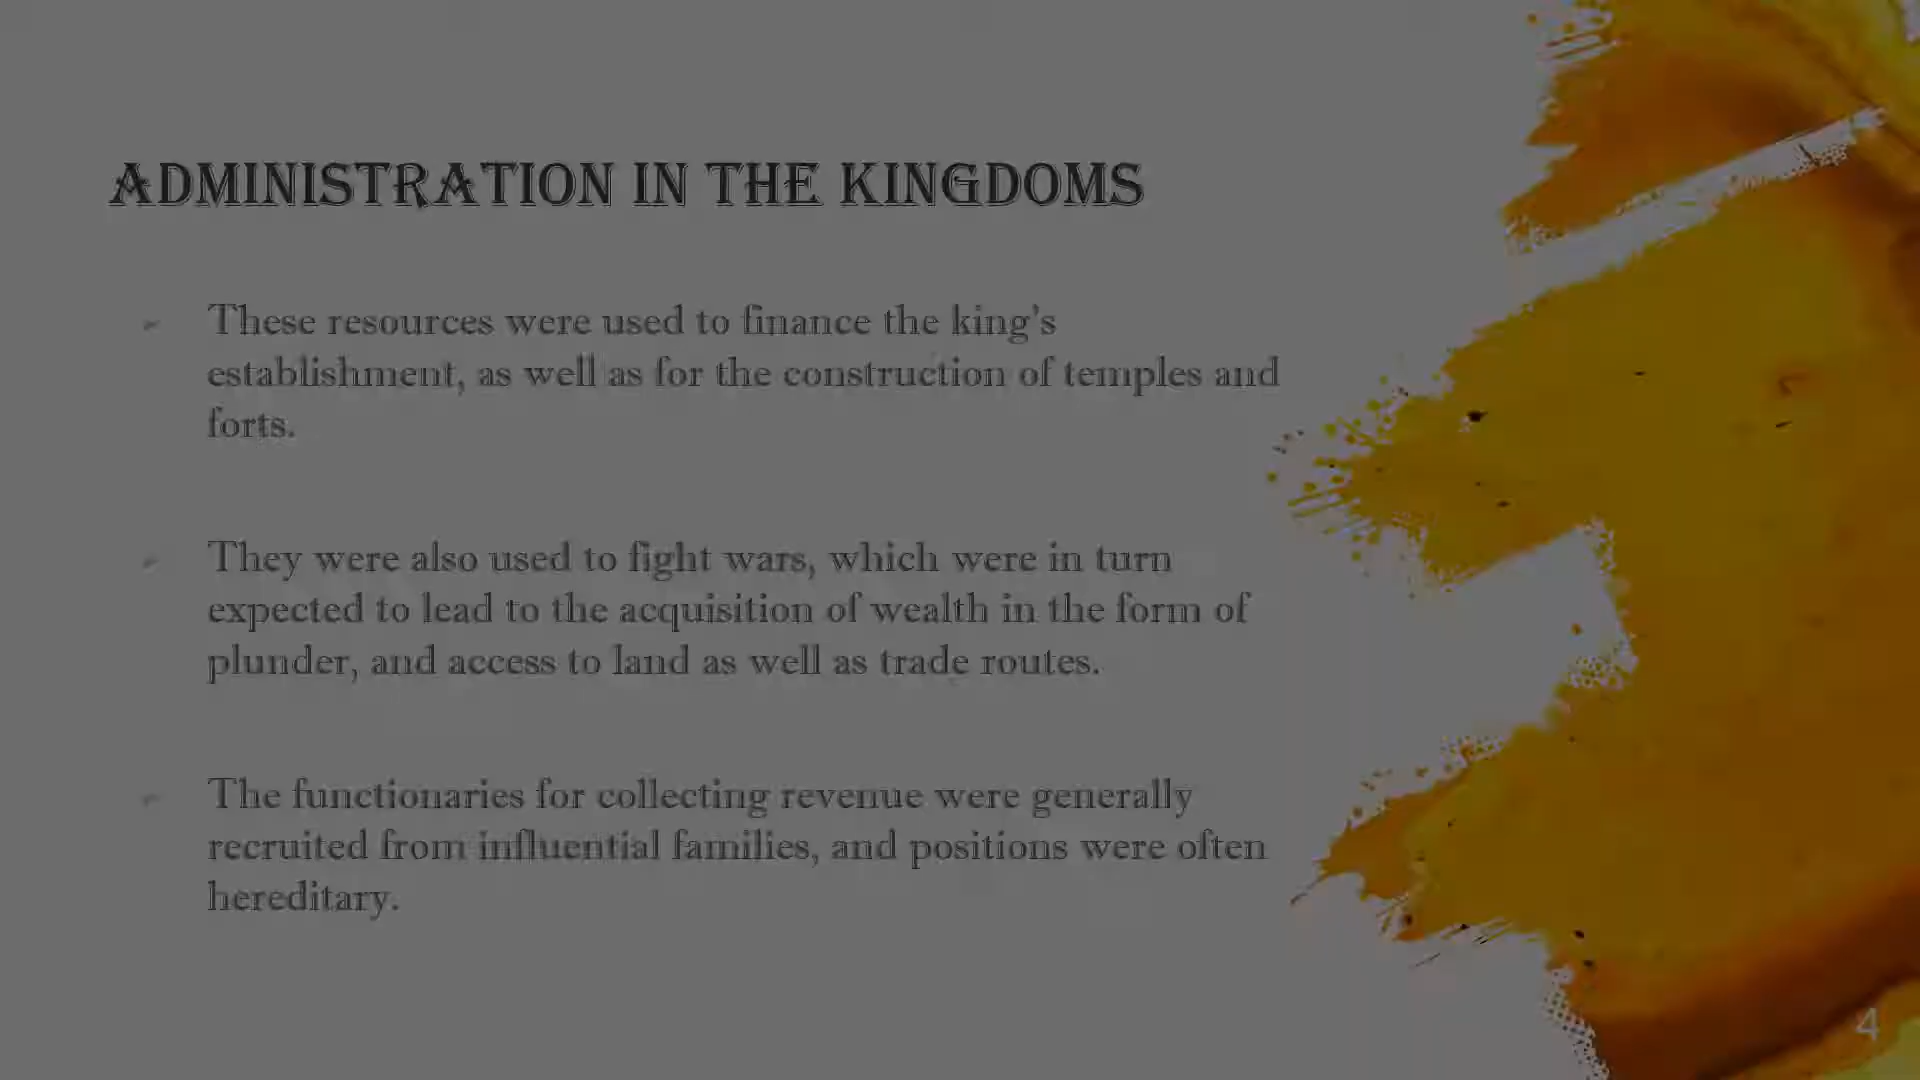 ADMINISTRATION IN THE KINGDOMS
These resources were used to finance the king's
establishment, as well as for the construction of temples and
forts.
They were also used to fight wars, which were in turn
expected to lead to the acquisition of wealth in the form of
plunder, and access to land as well as trade routes.
The functionaries for collecting revenue were generally
recruited from influential families, and positions were often
hereditary.
4